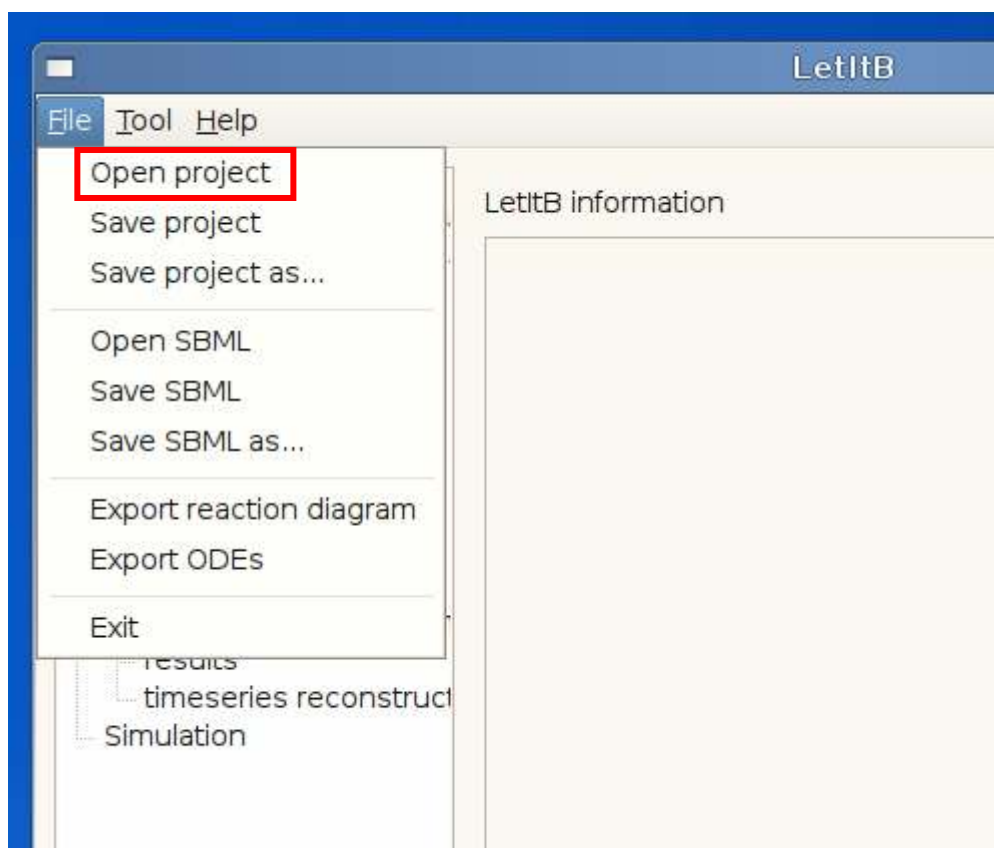 LetItB
File Tool Help
Open project
Save project
Save project as...
Open SBML
Save SBML
Save SBML as...
Export reaction diagram
Export ODEs
Exit
LetItB information
results
timeseries reconstruct
Simulation